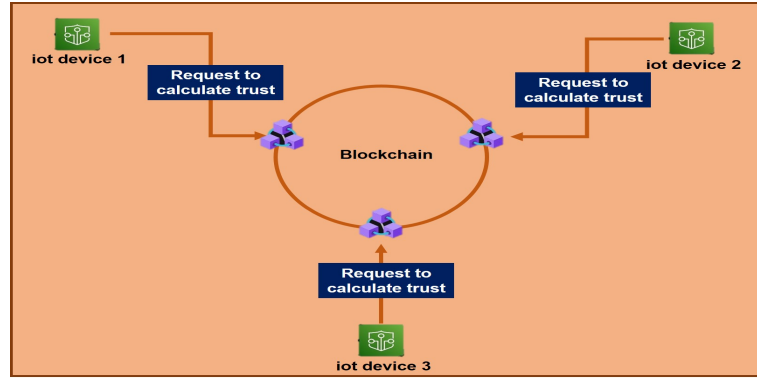 iot device 1
iot device 2
Request to
calculate trust
Request to
calculate trust
Blockchain
Request to
calculate trust
iot device 3